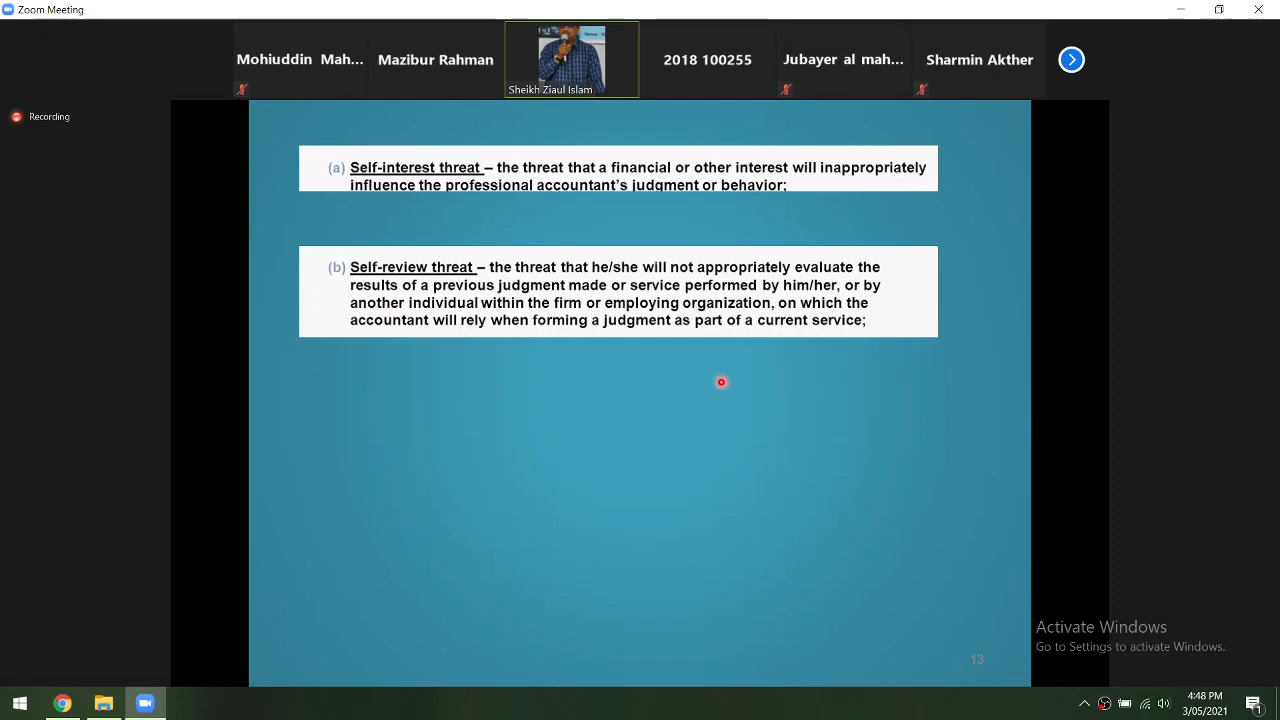 Zoom Meeting
Mohiuddin Mah...
Mazibur Rahman
Sheikh Ziaul Islam
2018 100255
Jubayer al mah...
Sharmin Akther
Recording
(a) Self-interest threat – the threat that a financial or other interest will inappropriately
influence the professional accountant's judgment or behavior;
(b) Self-review threat – the threat that he/she will not appropriately evaluate the
results of a previous judgment made or service performed by him/her, or by
another individual within the firm or employing organization, on which the
accountant will rely when forming a judgment as part of a current service;
13
Activate Windows
Go to Settings to activate Windows.
4:48 PM
3/05/2021